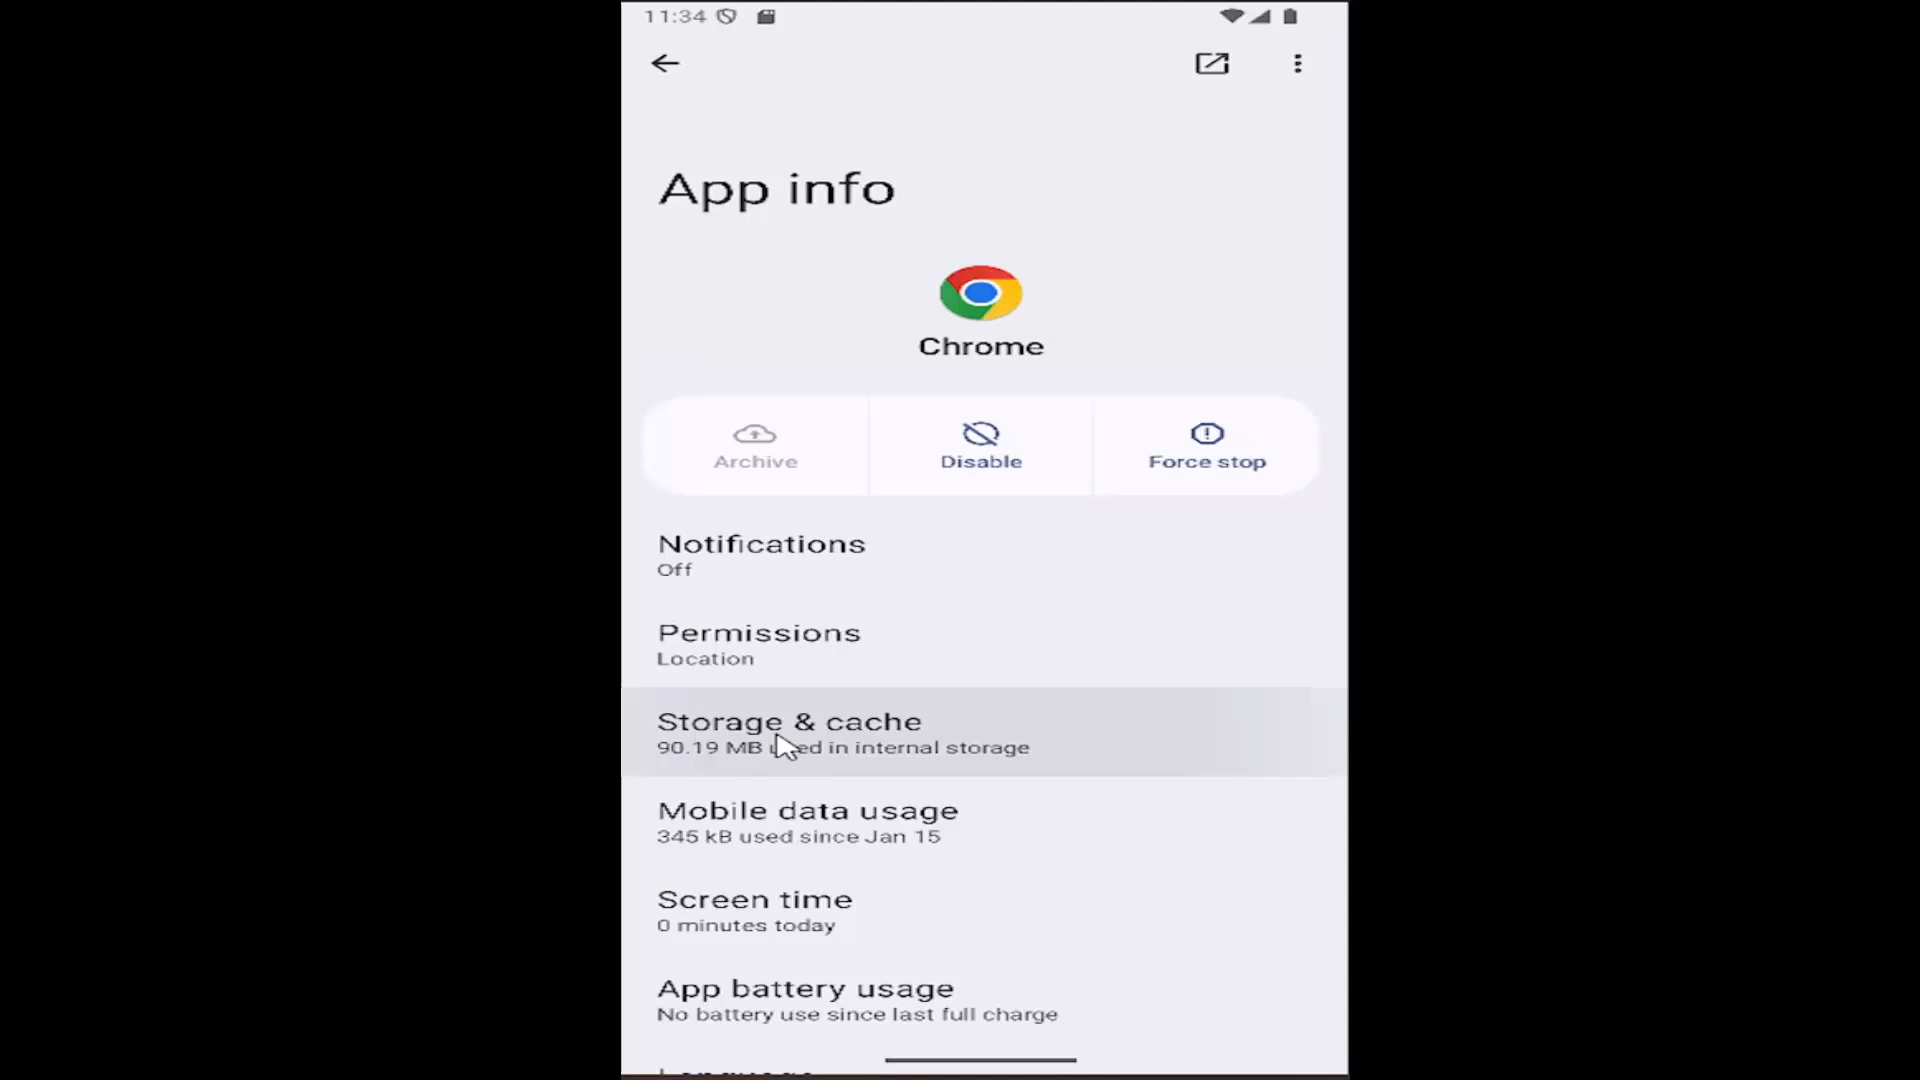 11:34
App info
Chrome
Archive
Disable
Force stop
Notifications
Off
Permissions
Location
Storage & cache
90.19 MB used in internal storage
Mobile data usage
345 kB used since Jan 15
Screen time
0 minutes today
App battery usage
No battery use since last full charge